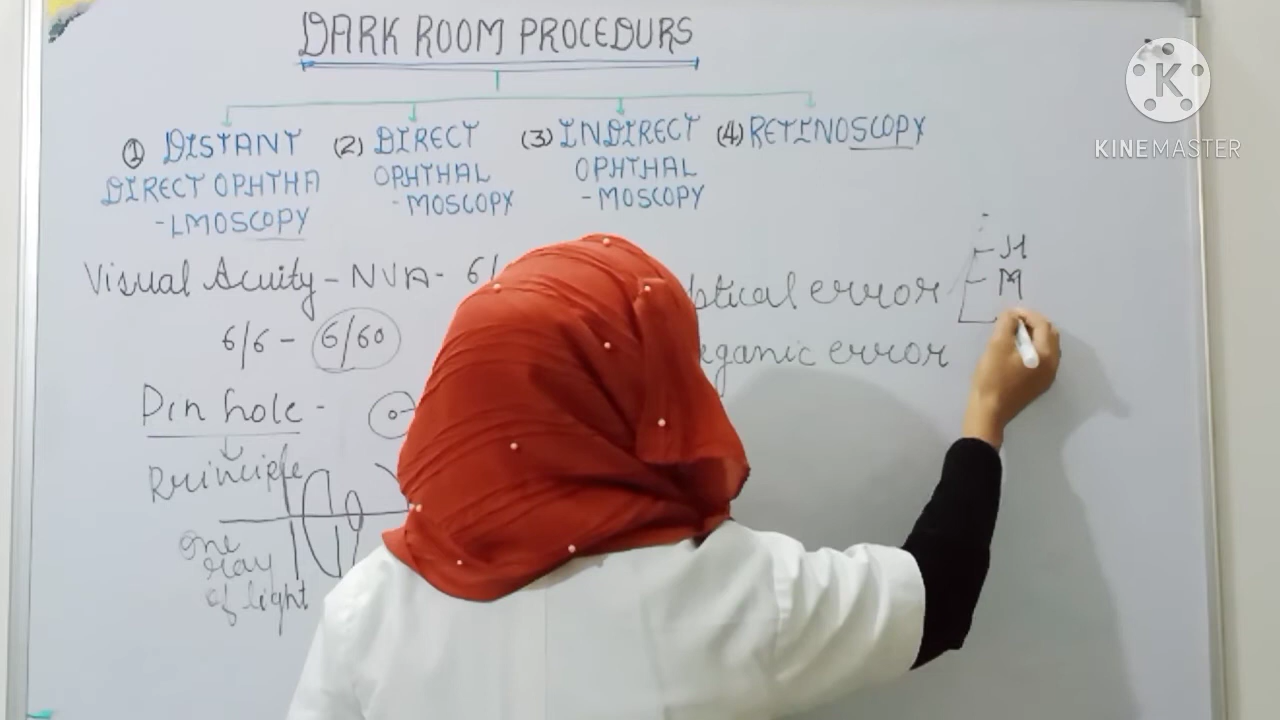 DARK ROOM PROCEDURS
① DISTANT DIRECT OPHTHA -LMOSCOPY
(2) DIRECT OPHTHAL -MOSCOPY
(3) INDIRECT OPHTHAL -MOSCOPY
(4) RETINOSCOPY
K
KINEMASTER
Visual Acuity - NVA - 6/
6/6 - 6/60
ptical error
H
M
ganic error
Pin hole -
Principle
one
ray
of light